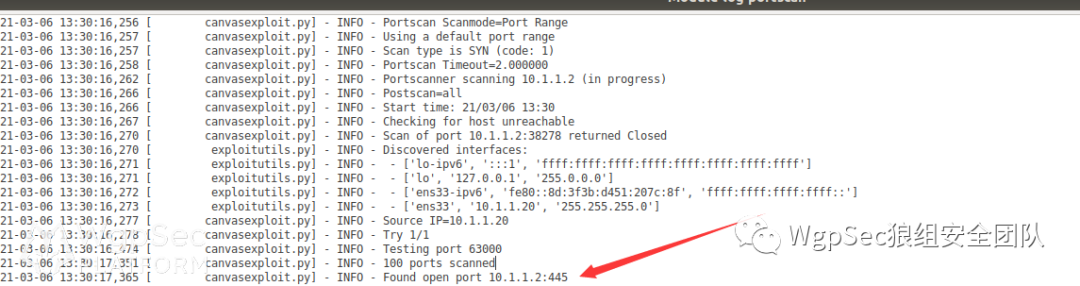 Module log portscan
21-03-06 13:30:16,256 [ canvasexploit.py] - INFO - Portscan Scanmode=Port Range
21-03-06 13:30:16,257 [ canvasexploit.py] - INFO - Using a default port range
21-03-06 13:30:16,257 [ canvasexploit.py] - INFO - Scan type is SYN (code: 1)
21-03-06 13:30:16,258 [ canvasexploit.py] - INFO - Portscan Timeout=2.000000
21-03-06 13:30:16,262 [ canvasexploit.py] - INFO - Portscanner scanning 10.1.1.2 (in progress)
21-03-06 13:30:16,266 [ canvasexploit.py] - INFO - Postscan=all
21-03-06 13:30:16,266 [ canvasexploit.py] - INFO - Start time: 21/03/06 13:30
21-03-06 13:30:16,267 [ canvasexploit.py] - INFO - Checking for host unreachable
21-03-06 13:30:16,270 [ canvasexploit.py] - INFO - Scan of port 10.1.1.2:38278 returned Closed
21-03-06 13:30:16,270 [ exploitutils.py] - INFO - Discovered interfaces:
21-03-06 13:30:16,271 [ exploitutils.py] - INFO - - ['lo-ipv6', ':::1', 'ffff:ffff:ffff:ffff:ffff:ffff:ffff:ffff']
21-03-06 13:30:16,271 [ exploitutils.py] - INFO - - ['lo', '127.0.0.1', '255.0.0.0']
21-03-06 13:30:16,272 [ exploitutils.py] - INFO - - ['ens33-ipv6', 'fe80::8d:3f3b:d451:207c:8f', 'ffff:ffff:ffff:ffff::']
21-03-06 13:30:16,273 [ exploitutils.py] - INFO - - ['ens33', '10.1.1.20', '255.255.255.0']
21-03-06 13:30:16,277 [ canvasexploit.py] - INFO - Source IP=10.1.1.20
21-03-06 13:30:16,278 [ canvasexploit.py] - INFO - Try 1/1
21-03-06 13:30:16,674 [ canvasexploit.py] - INFO - Testing port 63000
21-03-06 13:30:17,351 [ canvasexploit.py] - INFO - 100 ports scanned
21-03-06 13:30:17,365 [ canvasexploit.py] - INFO - Found open port 10.1.1.2:445
WgpSec
PLATFORM
WgpSec狼组安全团队